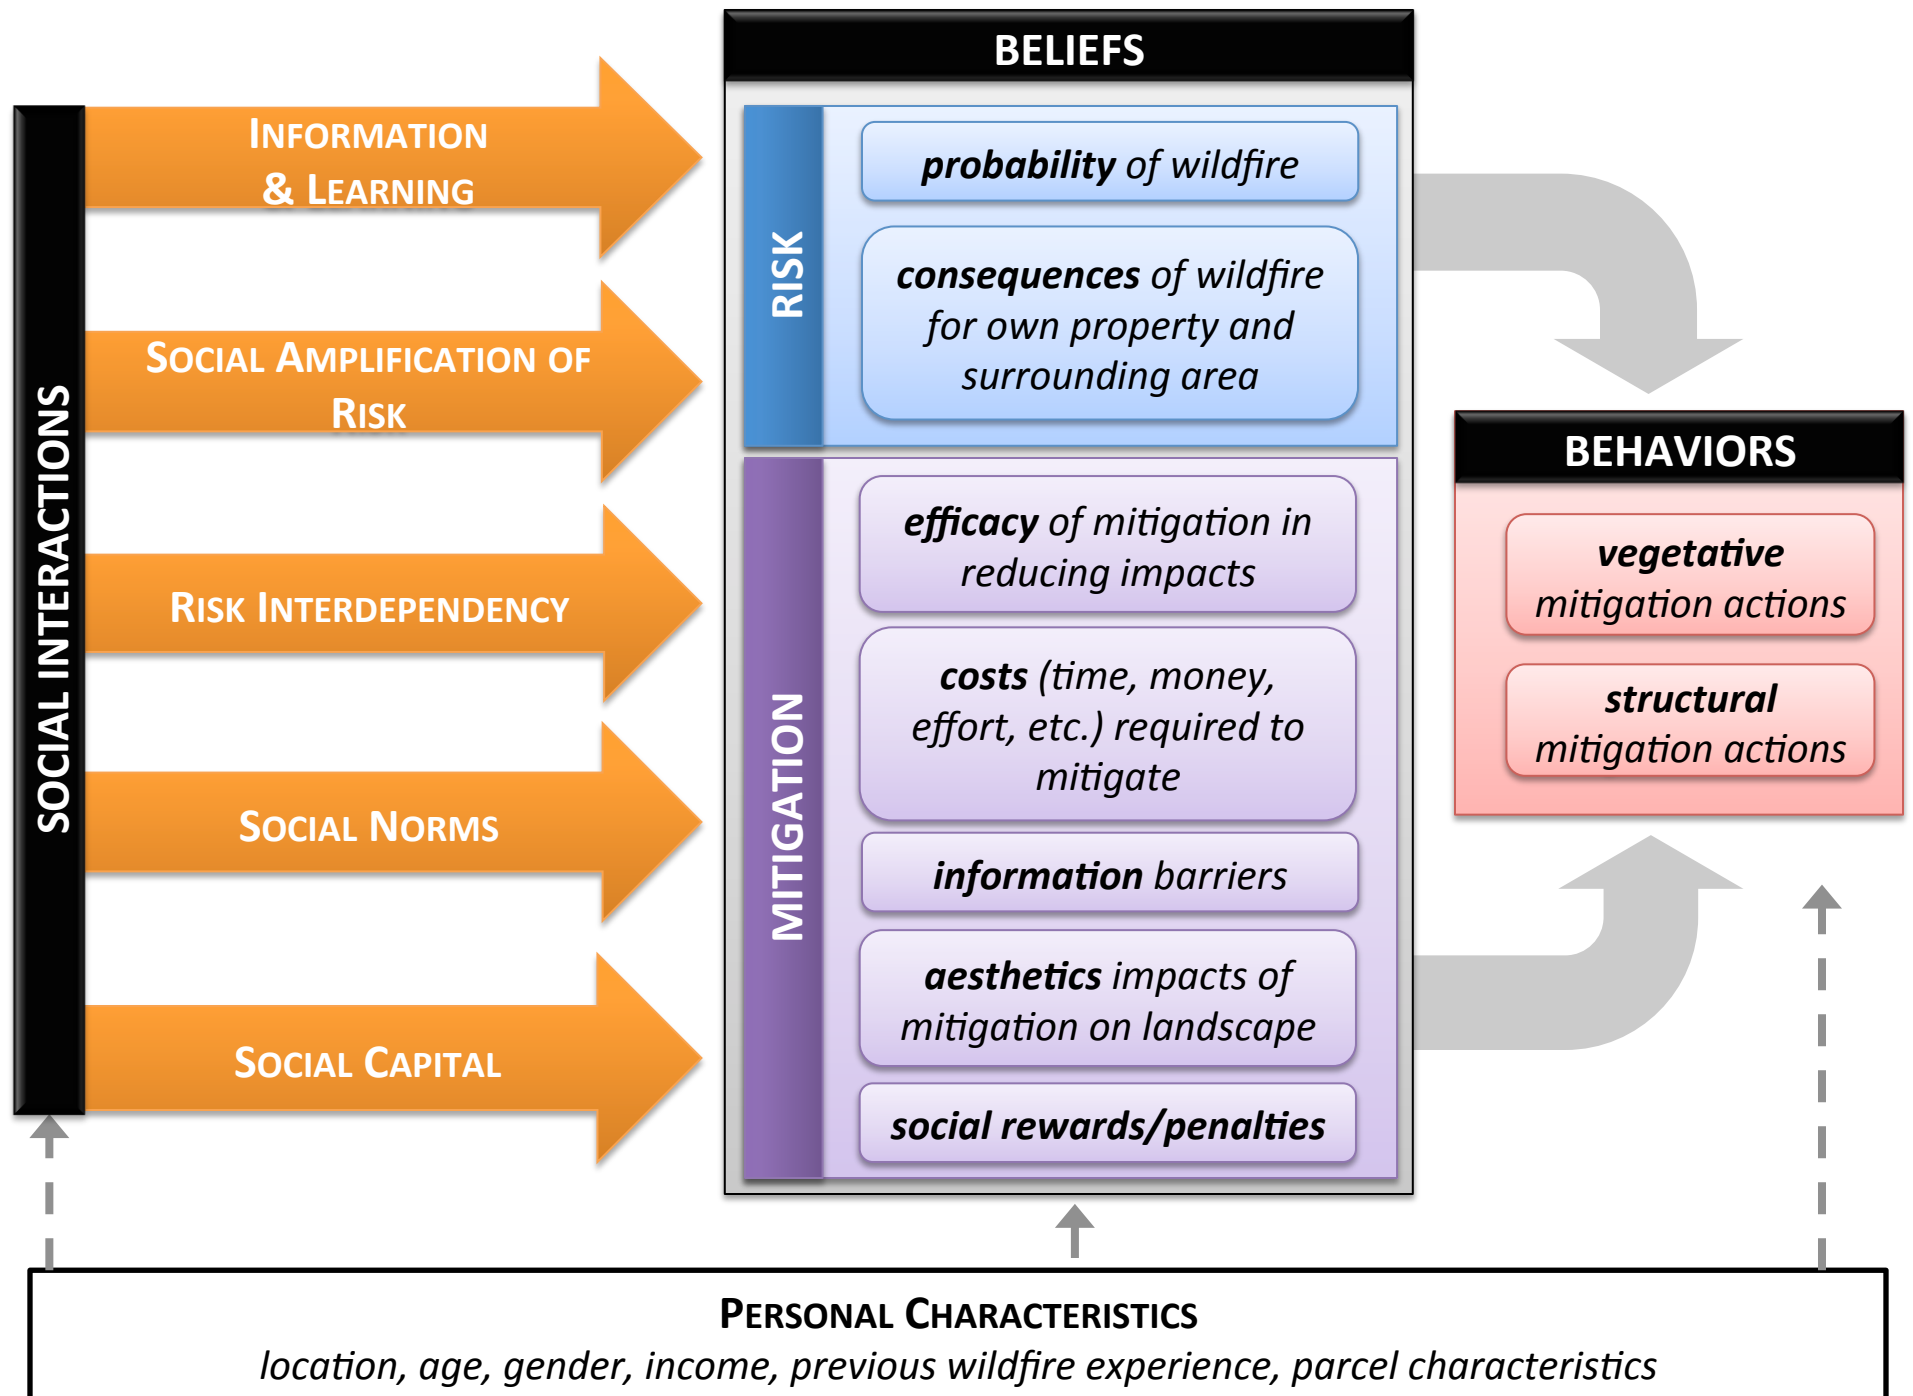 SOCIAL INTERACTIONS
INFORMATION
& LEARNING
SOCIAL AMPLIFICATION OF
RISK
RISK INTERDEPENDENCY
SOCIAL NORMS
SOCIAL CAPITAL
BELIEFS
RISK
probability of wildfire
consequences of wildfire
for own property and
surrounding area
MITIGATION
efficacy of mitigation in
reducing impacts
costs (time, money,
effort, etc.) required to
mitigate
information barriers
aesthetics impacts of
mitigation on landscape
social rewards/penalties
BEHAVIORS
vegetative
mitigation actions
structural
mitigation actions
PERSONAL CHARACTERISTICS
location, age, gender, income, previous wildfire experience, parcel characteristics